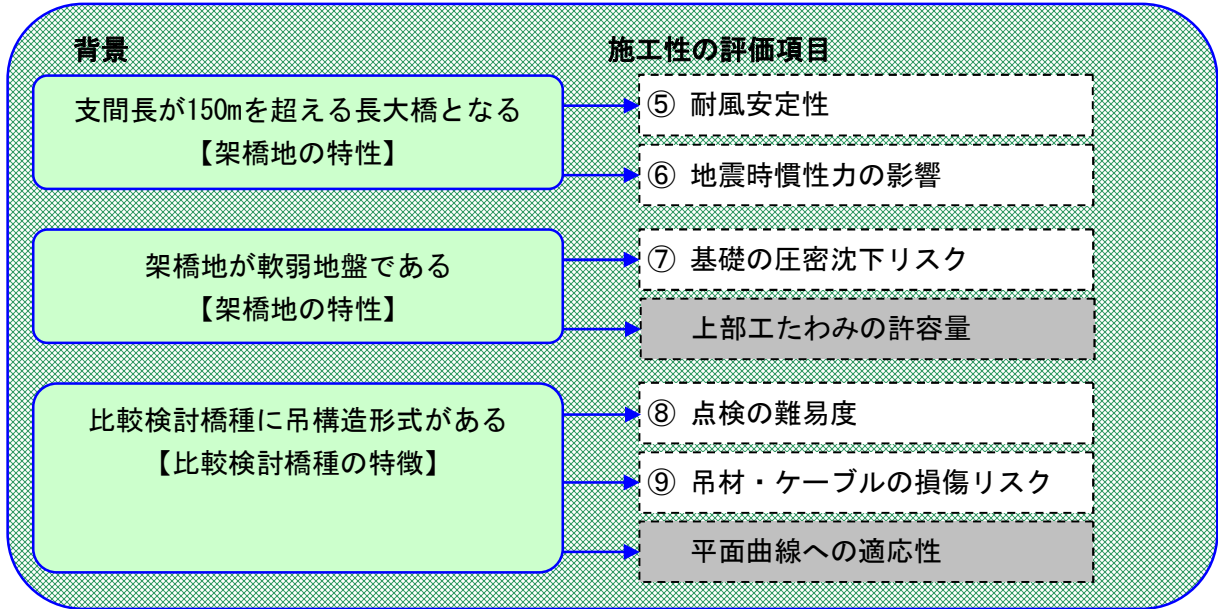 背景
施工性の評価項目
支間長が150mを超える長大橋となる
【架橋地の特性】
⑤ 耐風安定性
⑥ 地震時慣性力の影響
架橋地が軟弱地盤である
【架橋地の特性】
⑦ 基礎の圧密沈下リスク
上部工たわみの許容量
比較検討橋種に吊構造形式がある
【比較検討橋種の特徴】
⑧ 点検の難易度
⑨ 吊材・ケーブルの損傷リスク
平面曲線への適応性